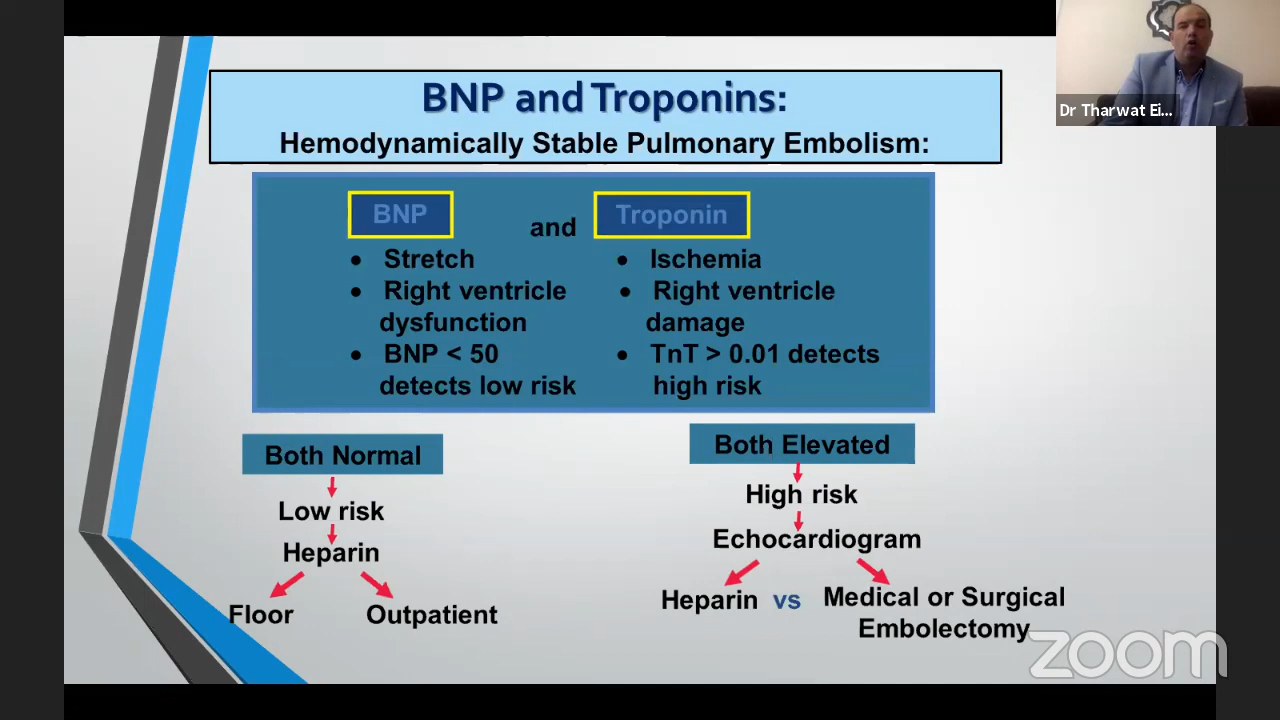 BNP and Troponins:
Hemodynamically Stable Pulmonary Embolism:
BNP
and
Troponin
• Stretch
• Right ventricle
dysfunction
• BNP < 50
detects low risk
• Ischemia
• Right ventricle
damage
• TnT > 0.01 detects
high risk
Both Normal
Low risk
Heparin
Floor
Outpatient
Both Elevated
High risk
Echocardiogram
Heparin vs
Medical or Surgical
Embolectomy
Dr Tharwat Ei...
zoom